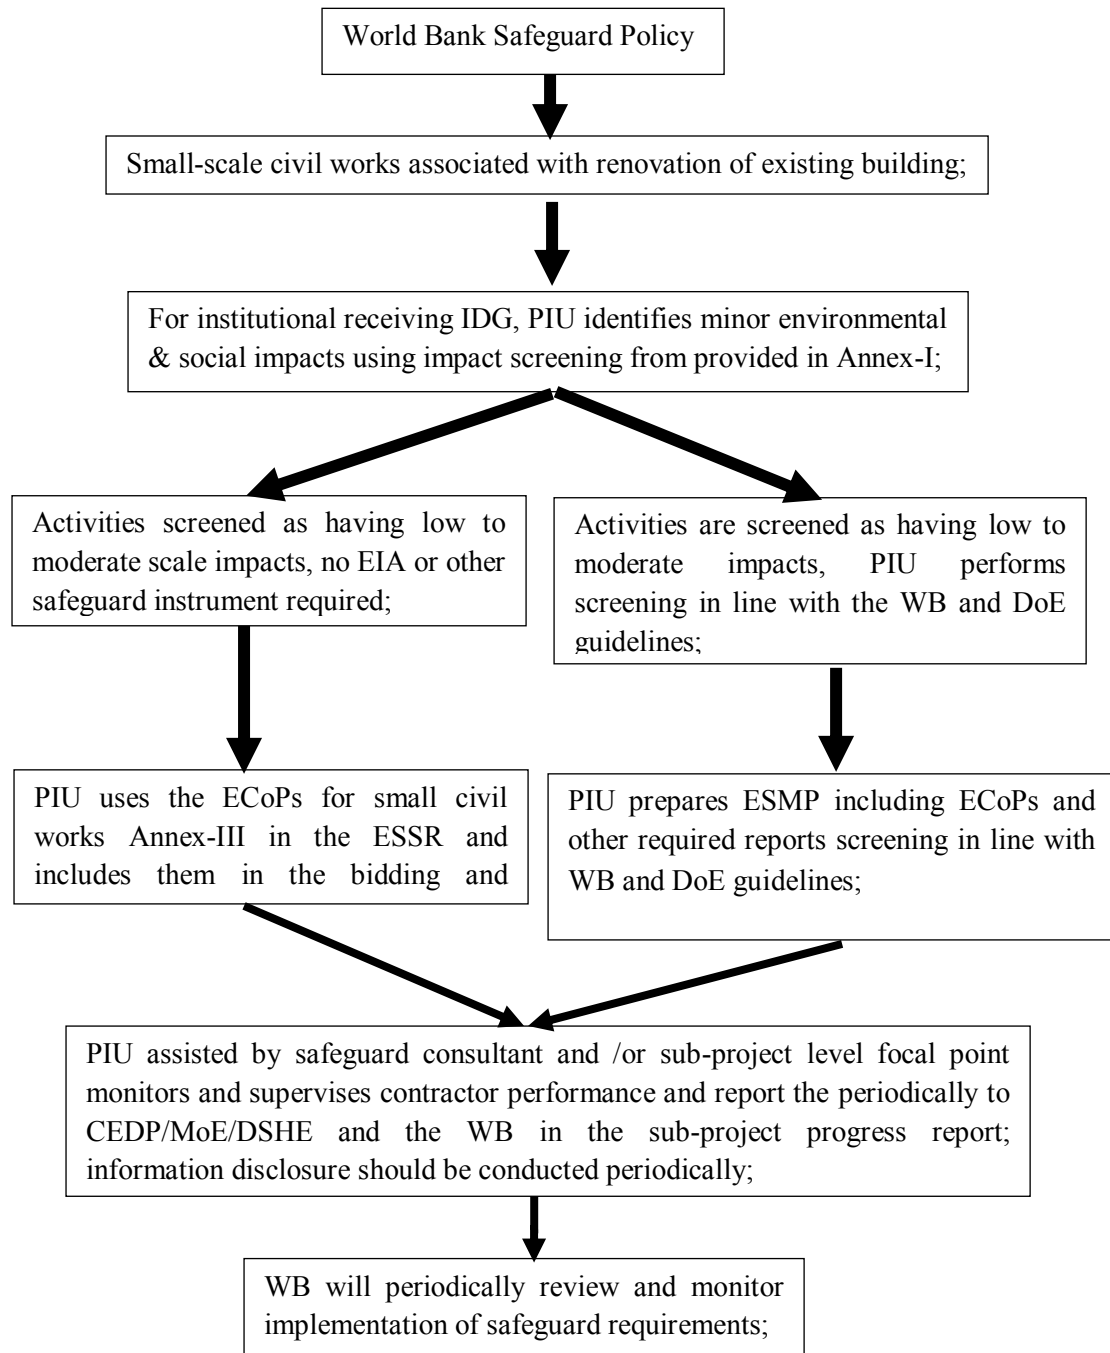 World Bank Safeguard Policy
Small-scale civil works associated with renovation of existing building;
For institutional receiving IDG, PIU identifies minor environmental
& social impacts using impact screening from provided in Annex-I;
Activities screened as having low to
moderate scale impacts, no EIA or other
safeguard instrument required;
Activities are screened as having low to
moderate impacts, PIU performs
screening in line with the WB and DoE
guidelines;
PIU uses the ECoPs for small civil
works Annex-III in the ESSR and
includes them in the bidding and
PIU prepares ESMP including ECoPs and
other required reports screening in line with
WB and DoE guidelines;
PIU assisted by safeguard consultant and /or sub-project level focal point
monitors and supervises contractor performance and report the periodically to
CEDP/MoE/DSHE and the WB in the sub-project progress report;
information disclosure should be conducted periodically;
WB will periodically review and monitor
implementation of safeguard requirements;